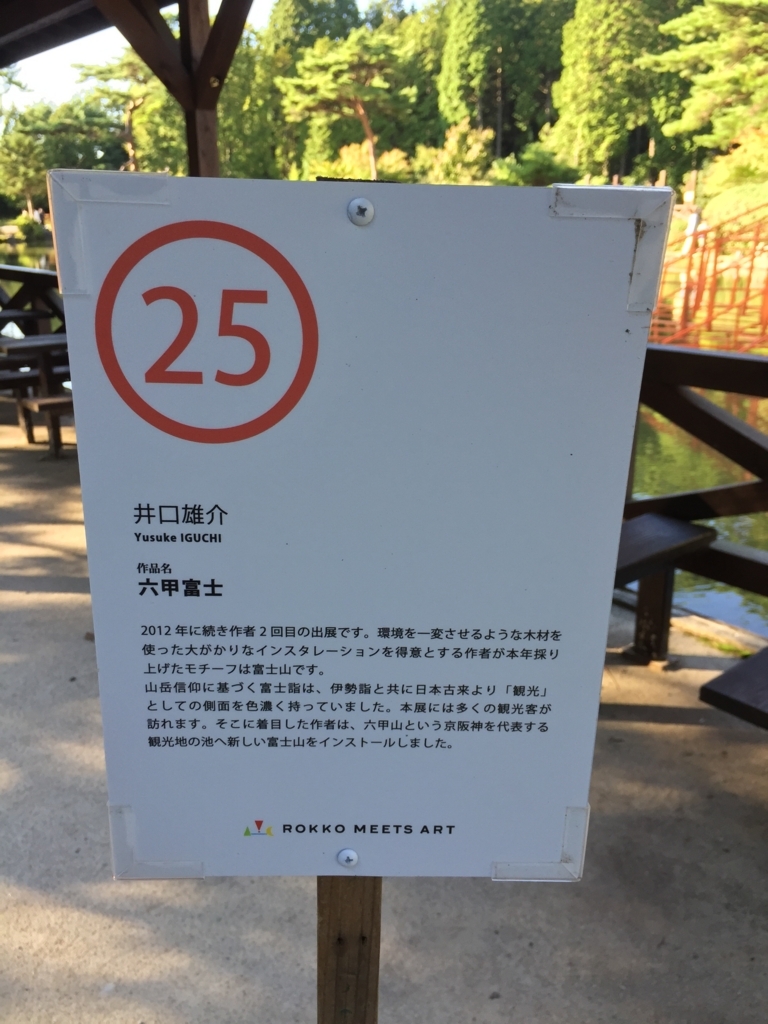 25
井口雄介
Yusuke IGUCHI
作品名
六甲富士
2012 年に続き作者 2 回目の出展です。環境を一変させるような木材を
使った大がかりなインスタレーションを得意とする作者が本年採り
上げたモチーフは富士山です。
山岳信仰に基づく富士詣は、伊勢詣と共に日本古来より「観光」
としての側面を色濃く持っていました。本展には多くの観光客が
訪れます。そこに着目した作者は、六甲山という京阪神を代表する
観光地の池へ新しい富士山をインストールしました。
ROKKO MEETS ART